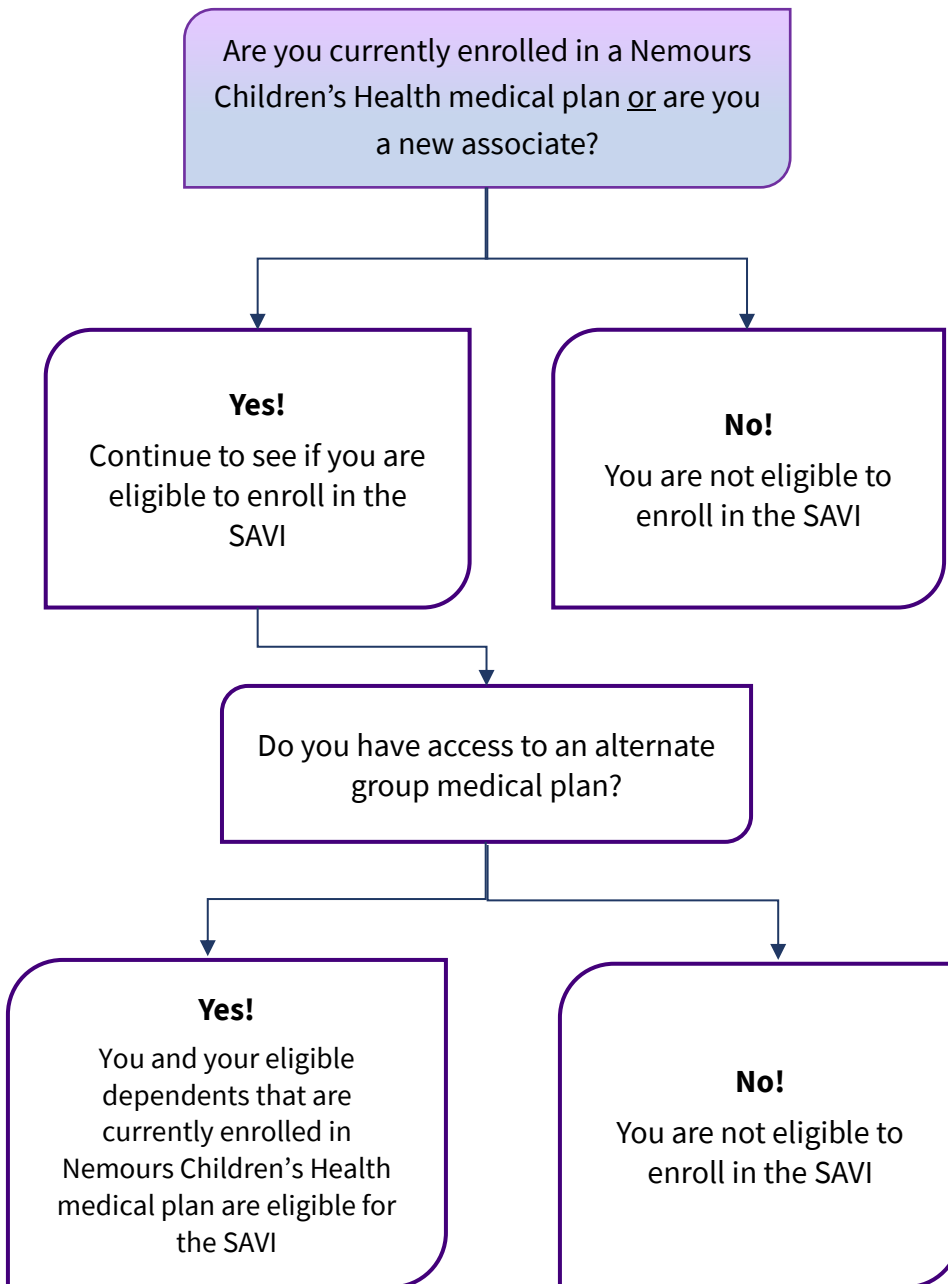 Are you currently enrolled in a Nemours
Children’s Health medical plan or are you
a new associate?
Yes!
Continue to see if you are
eligible to enroll in the
SAVI
No!
You are not eligible to
enroll in the SAVI
Do you have access to an alternate
group medical plan?
Yes!
You and your eligible
dependents that are
currently enrolled in
Nemours Children’s Health
medical plan are eligible for
the SAVI
No!
You are not eligible to
enroll in the SAVI